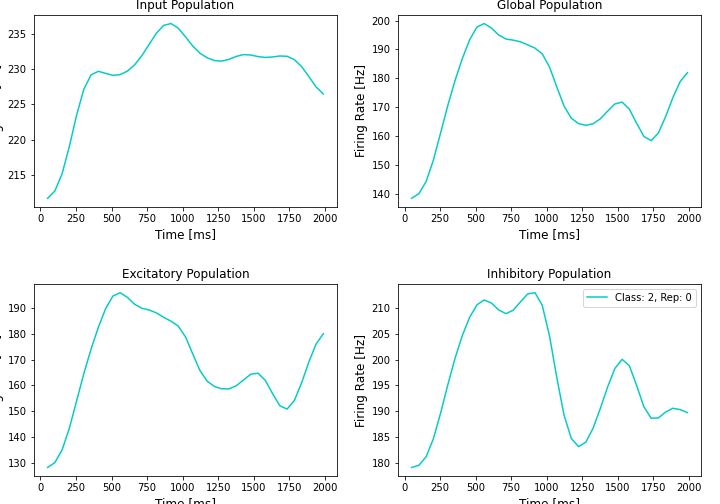 Input Population
Global Population
235
230
225
220
215
0 250 500 750 1000 1250 1500 1750 2000
Time [ms]
Firing Rate [Hz]
200
190
180
170
160
150
140
0 250 500 750 1000 1250 1500 1750 2000
Time [ms]
Excitatory Population
Inhibitory Population
190
180
170
160
150
140
130
0 250 500 750 1000 1250 1500 1750 2000
Time [ms]
Firing Rate [Hz]
Class: 2, Rep: 0
210
205
200
195
190
185
180
0 250 500 750 1000 1250 1500 1750 2000
Time [ms]